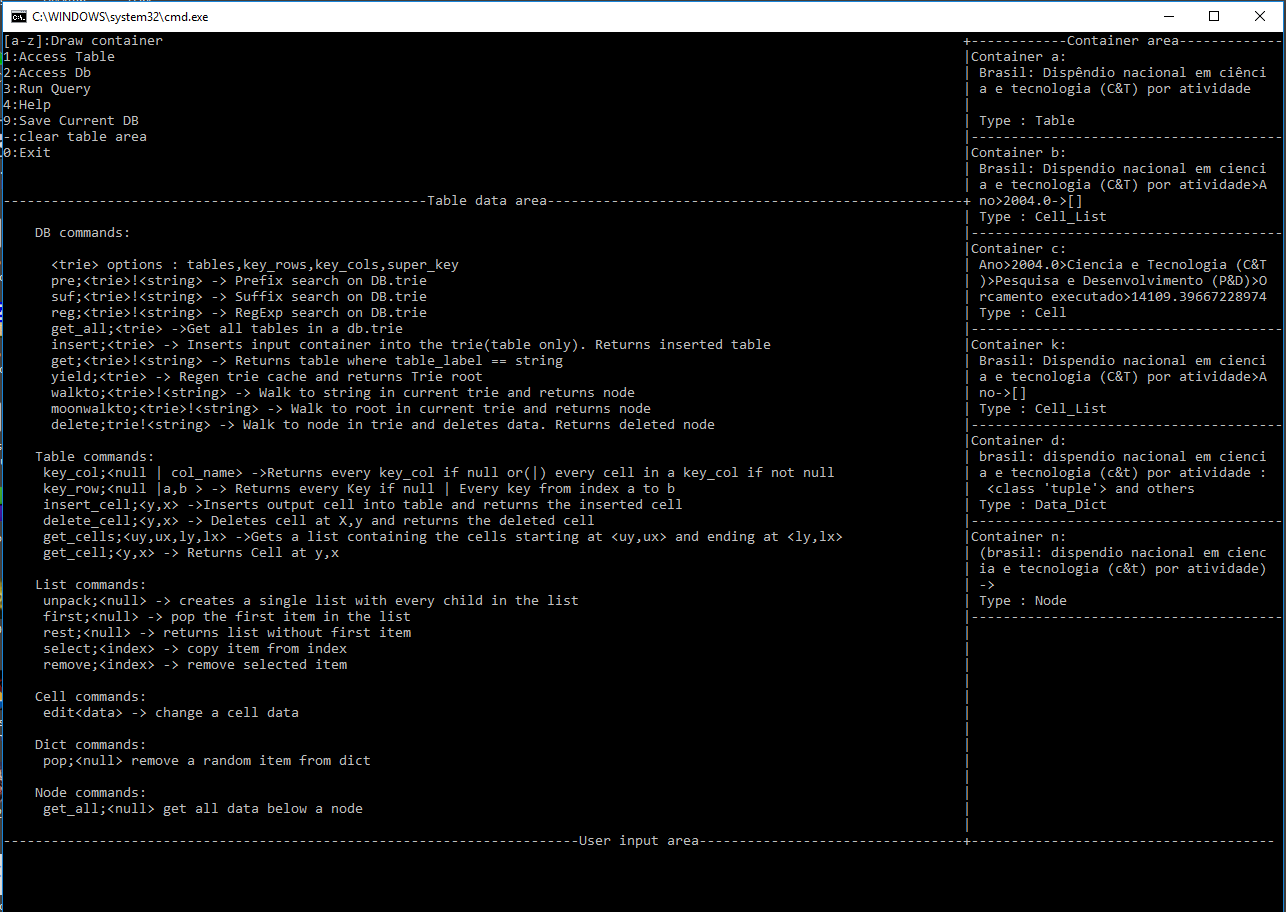 C:\WINDOWS\system32\cmd.exe
[a-z]:Draw container
1:Access Table
2:Access Db
3:Run Query
4:Help
9:Save Current DB
-:clear table area
0:Exit
-----Table data area-----
DB commands:
<trie> options : tables,key_rows,key_cols,super_key
pre;<trie>!<string> -> Prefix search on DB.trie
suf;<trie>!<string> -> Suffix search on DB.trie
reg;<trie>!<string> -> RegExp search on DB.trie
get_all;<trie> ->Get all tables in a db.trie
insert;<trie> -> Inserts input container into the trie(table only). Returns inserted table
get;<trie>!<string> -> Returns table where table_label == string
yield;<trie> -> Regen trie cache and returns Trie root
walkto;<trie>!<string> -> Walk to string in current trie and returns node
moonwalkto;<trie>!<string> -> Walk to root in current trie and returns node
delete;trie!<string> -> Walk to node in trie and deletes data. Returns deleted node
Table commands:
key_col;<null | col_name> ->Returns every key_col if null or(|) every cell in a key_col if not null
key_row;<null |a,b > -> Returns every Key if null | Every key from index a to b
insert_cell;<y,x> ->Inserts output cell into table and returns the inserted cell
delete_cell;<y,x> -> Deletes cell at X,y and returns the deleted cell
get_cells;<uy,ux,ly,lx> ->Gets a list containing the cells starting at <uy,ux> and ending at <ly,lx>
get_cell;<y,x> -> Returns Cell at y,x
List commands:
unpack;<null> -> creates a single list with every child in the list
first;<null> -> pop the first item in the list
rest;<null> -> returns list without first item
select;<index> -> copy item from index
remove;<index> -> remove selected item
Cell commands:
edit<data> -> change a cell data
Dict commands:
pop;<null> remove a random item from dict
Node commands:
get_all;<null> get all data below a node
-----User input area-----
+------------Container area-------------
Container a:
Brasil: Dispêndio nacional em ciênci
a e tecnologia (C&T) por atividade
Type : Table
Container b:
Brasil: Dispendio nacional em cienci
a e tecnologia (C&T) por atividade>A
no>2004.0->[]
Type : Cell_List
Container c:
Ano>2004.0>Ciencia e Tecnologia (C&T
)>Pesquisa e Desenvolvimento (P&D)>O
rcamento executado>14109.39667228974
Type : Cell
Container k:
Brasil: Dispendio nacional em cienci
a e tecnologia (C&T) por atividade>A
no->[]
Type : Cell_List
Container d:
brasil: dispendio nacional em cienci
a e tecnologia (c&t) por atividade :
<class 'tuple'> and others
Type : Data_Dict
Container n:
(brasil: dispendio nacional em cienc
ia e tecnologia (c&t) por atividade)
->
Type : Node